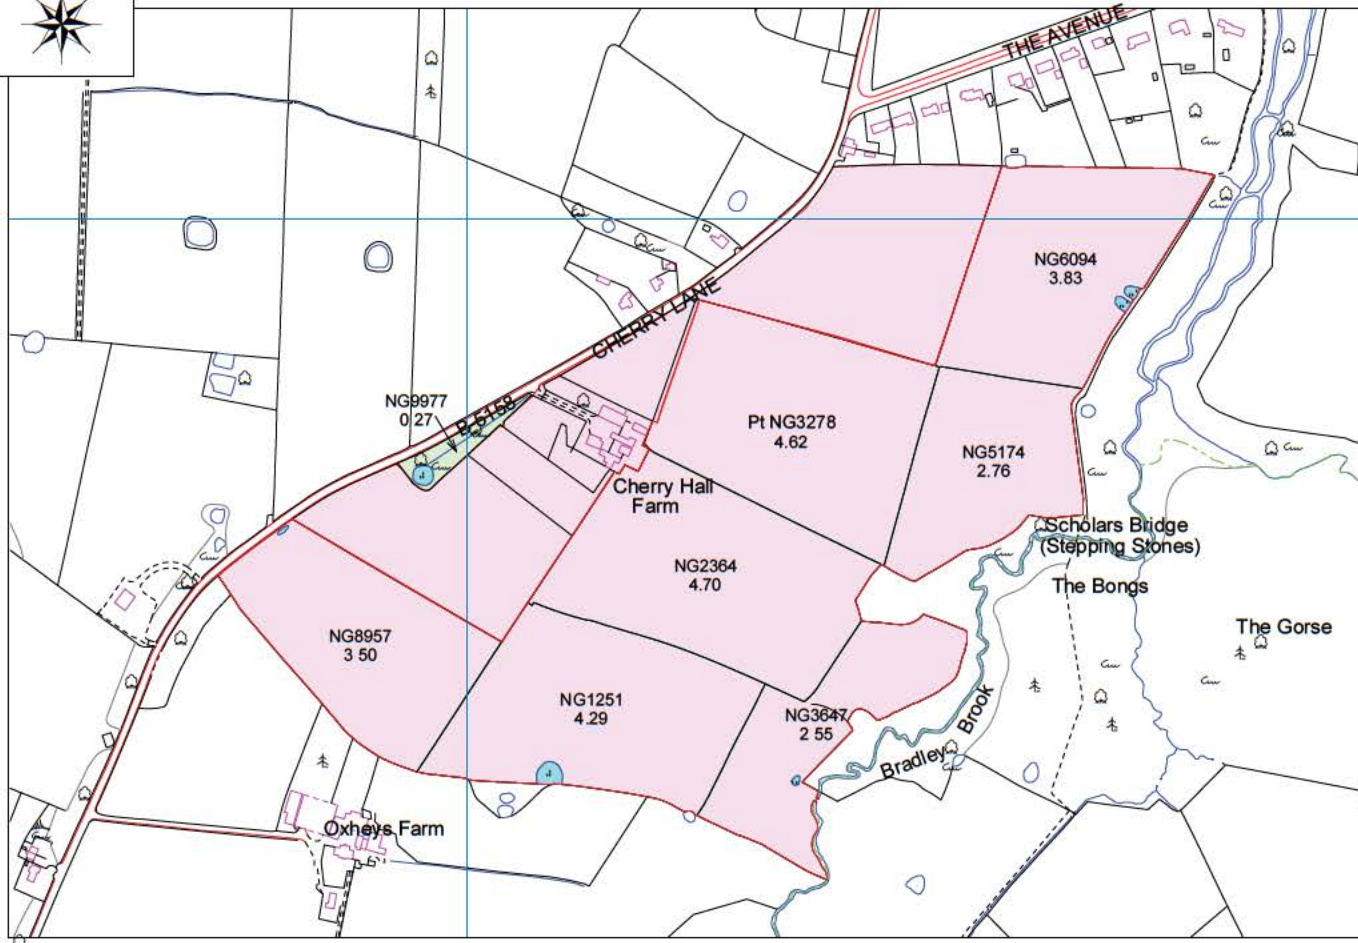 THE AVENUE
NG6094
3.83
CHERRY LANE
NG9977
0.27
B 5158
Pt NG3278
4.62
NG5174
2.76
Cherry Hall
Farm
Scholars Bridge
(Stepping Stones)
NG2364
4.70
The Bongs
The Gorse
NG8957
3 50
NG1251
4.29
NG3647
2 55
Bradley Brook
Oxheys Farm